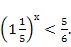 (1 1/5)^x < 5/6.